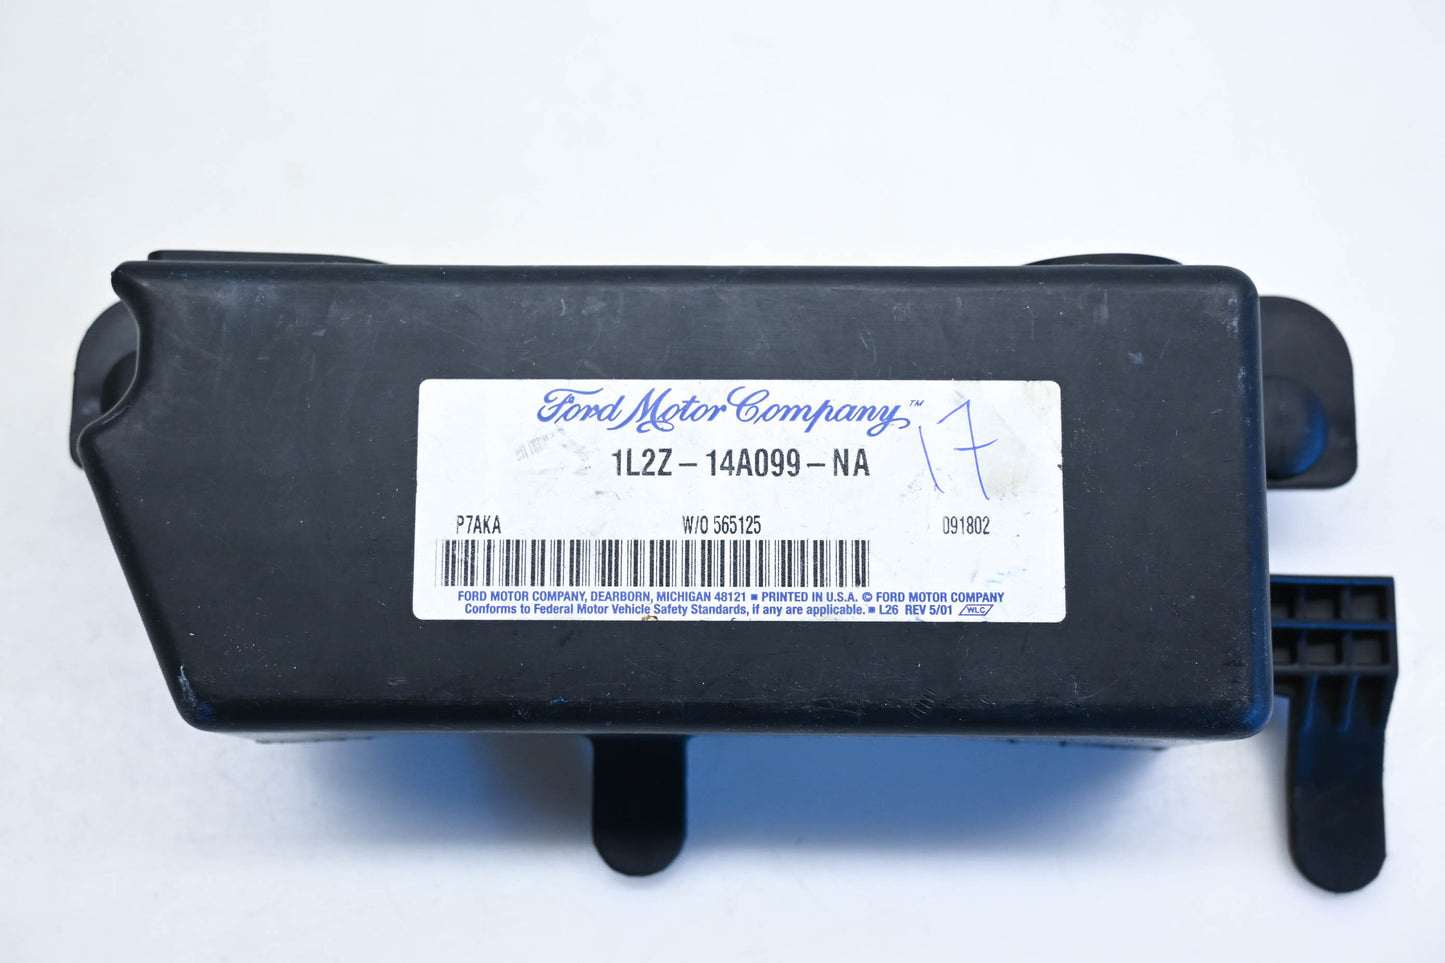 Ford Motor Company™
17
1L2Z-14A099-NA
P7AKA W/O 565125 091802
FORD MOTOR COMPANY, DEARBORN, MICHIGAN 48121 ■ PRINTED IN U.S.A. © FORD MOTOR COMPANY
Conforms to Federal Motor Vehicle Safety Standards, if any are applicable. ■ L26 REV 5/01 WLC